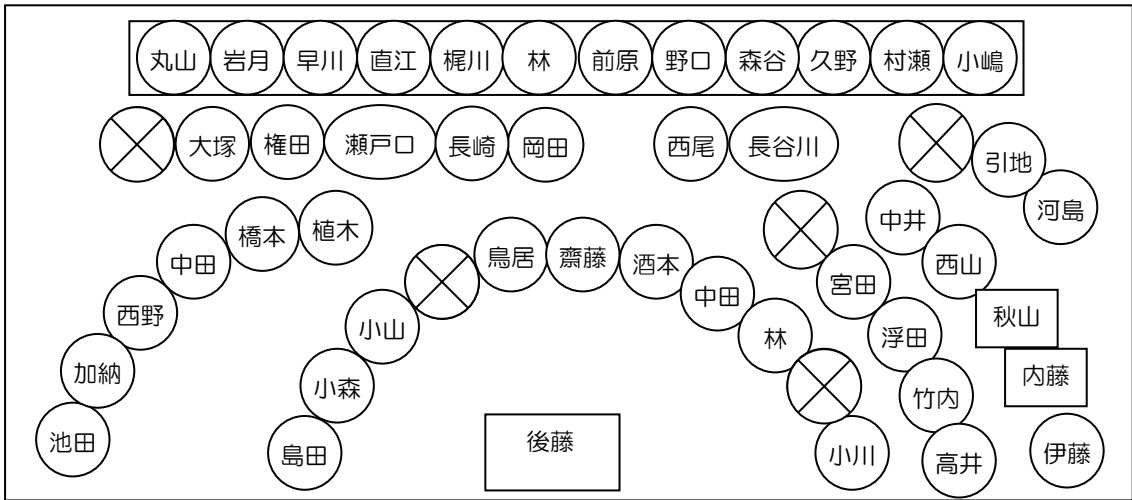 丸山 岩月 早川 直江 梶川 林 前原 野口 森谷 久野 村瀬 小嶋
大塚 権田 瀬戸口 長崎 岡田 西尾 長谷川 引地
河島
植木 橋本 中田 西野 加納 池田
鳥居 齋藤 酒本 中田 林 小川
小山 小森 島田
中井 西山 秋山 内藤 伊藤
宮田 浮田 竹内 高井
後藤